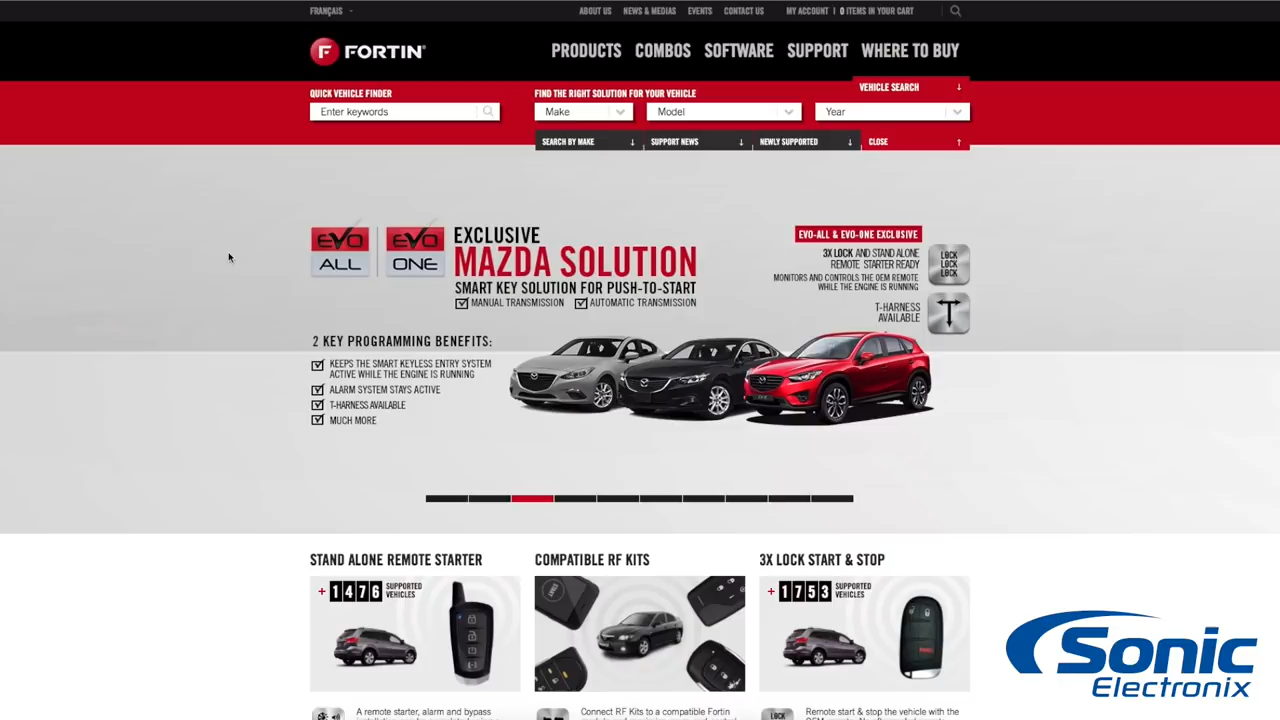 FRANÇAIS
ABOUT US NEWS & MEDIAS EVENTS CONTACT US MY ACCOUNT | 0 ITEMS IN YOUR CART
F FORTIN®
PRODUCTS COMBOS SOFTWARE SUPPORT WHERE TO BUY
VEHICLE SEARCH ↓
QUICK VEHICLE FINDER
FIND THE RIGHT SOLUTION FOR YOUR VEHICLE
Enter keywords
Make Model Year
SEARCH BY MAKE ↓ SUPPORT NEWS ↓ NEWLY SUPPORTED ↓ CLOSE ↑
EVO
ALL
EVO
ONE
EXCLUSIVE
MAZDA SOLUTION
SMART KEY SOLUTION FOR PUSH-TO-START
MANUAL TRANSMISSION AUTOMATIC TRANSMISSION
EVO-ALL & EVO-ONE EXCLUSIVE
3X LOCK AND STAND ALONE
REMOTE STARTER READY
MONITORS AND CONTROLS THE OEM REMOTE
WHILE THE ENGINE IS RUNNING
LOCK
LOCK
LOCK
T-HARNESS
AVAILABLE
T
2 KEY PROGRAMMING BENEFITS:
KEEPS THE SMART KEYLESS ENTRY SYSTEM
ACTIVE WHILE THE ENGINE IS RUNNING
ALARM SYSTEM STAYS ACTIVE
T-HARNESS AVAILABLE
MUCH MORE
STAND ALONE REMOTE STARTER
COMPATIBLE RF KITS
3X LOCK START & STOP
+ 1476 SUPPORTED
VEHICLES
START
+ 1753 SUPPORTED
VEHICLES
Sonic
Electronix
A remote starter, alarm and bypass
Connect RF Kits to a compatible Fortin
LOCK
Remote start & stop the vehicle with the